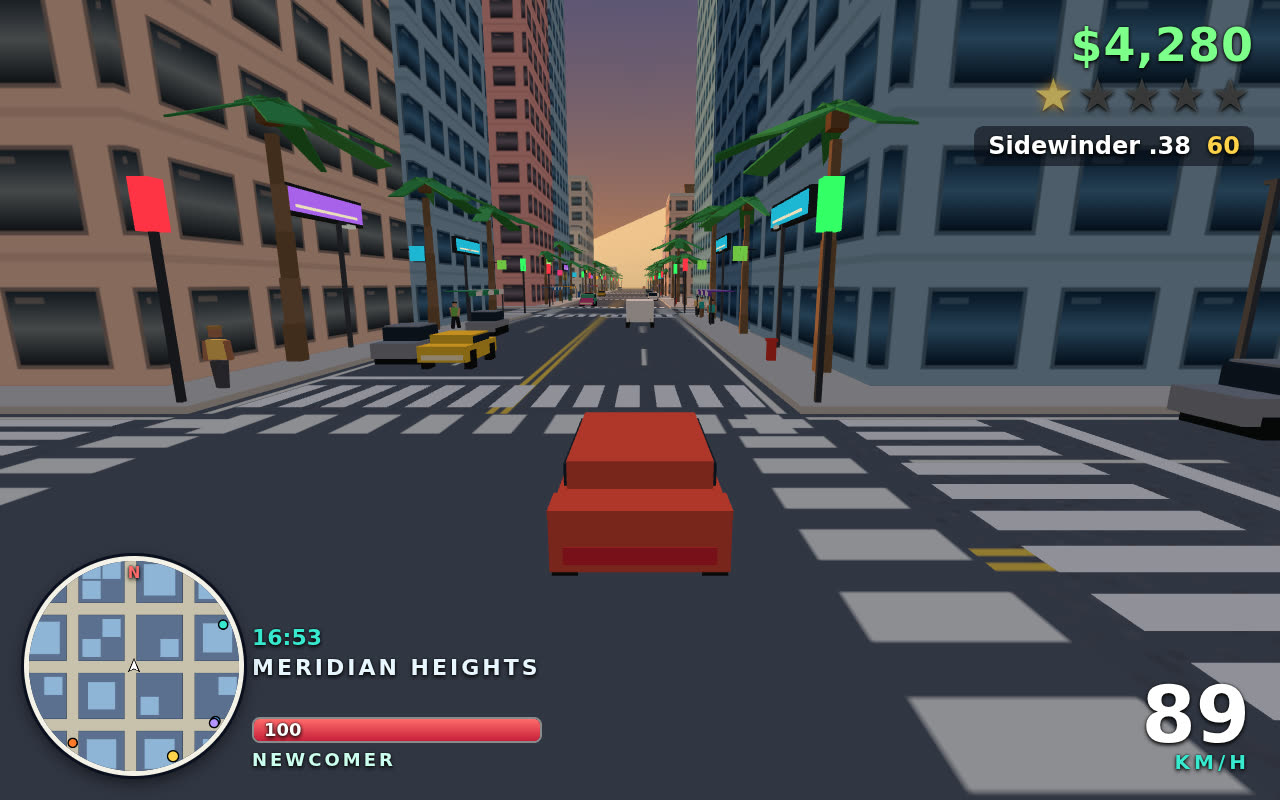 $4,280
Sidewinder .38 60
N
16:53
MERIDIAN HEIGHTS
100
NEWCOMER
89
KM/H